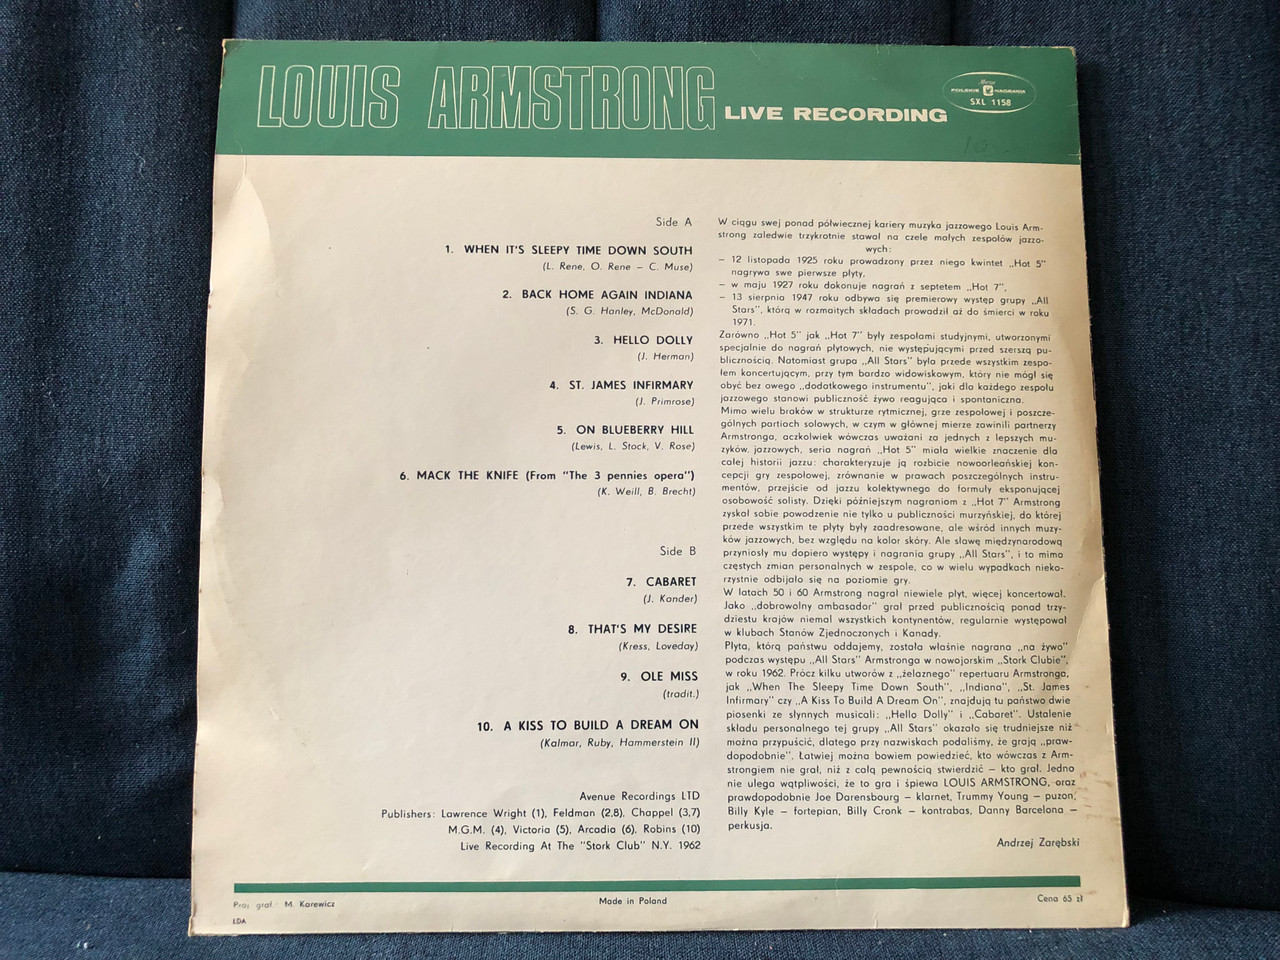 LOUIS ARMSTRONG LIVE RECORDING
Muza
POLSKIE NAGRANIA
SXL 1158
Side A
1. WHEN IT'S SLEEPY TIME DOWN SOUTH
(L. Rene, O. Rene – C. Muse)
2. BACK HOME AGAIN INDIANA
(S. G. Hanley, McDonald)
3. HELLO DOLLY
(J. Herman)
4. ST. JAMES INFIRMARY
(J. Primrose)
5. ON BLUEBERRY HILL
(Lewis, L. Stock, V. Rose)
6. MACK THE KNIFE (From "The 3 pennies opera")
(K. Weill, B. Brecht)
Side B
7. CABARET
(J. Kander)
8. THAT'S MY DESIRE
(Kress, Loveday)
9. OLE MISS
(tradit.)
10. A KISS TO BUILD A DREAM ON
(Kalmar, Ruby, Hammerstein II)
Avenue Recordings LTD
Publishers: Lawrence Wright (1), Feldman (2,8), Chappel (3,7)
M.G.M. (4), Victoria (5), Arcadia (6), Robins (10)
Live Recording At The "Stork Club" N.Y. 1962
W ciągu swej ponad półwiecznej kariery muzyka jazzowego Louis Arm-
strong zaledwie trzykrotnie stawał na czele małych zespołów jazzo-
wych:
– 12 listopada 1925 roku prowadzony przez niego kwintet „Hot 5"
nagrywa swe pierwsze płyty,
– w maju 1927 roku dokonuje nagrań z septetem „Hot 7",
– 13 sierpnia 1947 roku odbywa się premierowy występ grupy „All
Stars", którą w rozmaitych składach prowadził aż do śmierci w roku
1971.
Zarówno „Hot 5" jak „Hot 7" były zespołami studyjnymi, utworzonymi
specjalnie do nagrań płytowych, nie występującymi przed szerszą pu-
blicznością. Natomiast grupa „All Stars" była przede wszystkim zespo-
łem koncertującym, przy tym bardzo widowiskowym, który nie mógł się
obyć bez owego „dodatkowego instrumentu", jaki dla każdego zespołu
jazzowego stanowi publiczność żywo reagująca i spontaniczna.
Mimo wielu braków w strukturze rytmicznej, grze zespołowej i poszcze-
gólnych partiach solowych, w czym w głównej mierze zawinili partnerzy
Armstronga, aczkolwiek wówczas uważani za jednych z lepszych mu-
zyków jazzowych, seria nagrań „Hot 5" miała wielkie znaczenie dla
całej historii jazzu: charakteryzuje ją rozbicie nowoorleańskiej kon-
cepcji gry zespołowej, zrównanie w prawach poszczególnych instru-
mentów, przejście od jazzu kolektywnego do formuły eksponującej
osobowość solisty. Dzięki późniejszym nagraniom z „Hot 7" Armstrong
zyskał sobie powodzenie nie tylko u publiczności murzyńskiej, do której
przede wszystkim te płyty były zaadresowane, ale wśród innych muzy-
ków jazzowych, bez względu na kolor skóry. Ale sławę międzynarodową
przyniosły mu dopiero występy i nagrania grupy „All Stars", i to mimo
częstych zmian personalnych w zespole, co w wielu wypadkach nieko-
rzystnie odbijało się na poziomie gry.
W latach 50 i 60 Armstrong nagrał niewiele płyt, więcej koncertował.
Jako „dobrowolny ambasador" grał przed publicznością ponad trzy-
dziestu krajów niemal wszystkich kontynentów, regularnie występował
w klubach Stanów Zjednoczonych i Kanady.
Płyta, którą państwu oddajemy, została właśnie nagrana „na żywo"
podczas występu „All Stars" Armstronga w nowojorskim „Stork Clubie",
w roku 1962. Prócz kilku utworów z „żelaznego" repertuaru Armstronga,
jak „When The Sleepy Time Down South", „Indiana", „St. James
Infirmary" czy „A Kiss To Build A Dream On", znajdują tu państwo dwie
piosenki ze słynnych musicali: „Hello Dolly" i „Cabaret". Ustalenie
składu personalnego tej grupy „All Stars" okazało się trudniejsze niż
można przypuścić, dlatego przy nazwiskach podaliśmy, że grają „praw-
dopodobnie". Łatwiej można bowiem powiedzieć, kto wówczas z Arm-
strongiem nie grał, niż z całą pewnością stwierdzić – kto grał. Jedno
nie ulega wątpliwości, że to gra i śpiewa LOUIS ARMSTRONG, oraz
prawdopodobnie Joe Darensbourg – klarnet, Trummy Young – puzon,
Billy Kyle – fortepian, Billy Cronk – kontrabas, Danny Barcelona –
perkusja.
Andrzej Zarębski
Proj. graf. M. Karewicz
Made in Poland
Cena 65 zł
LDA